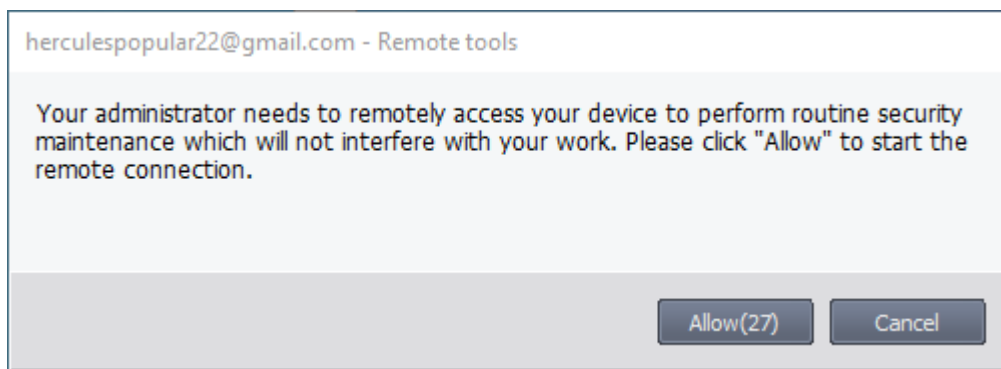 herculespopular22@gmail.com - Remote tools
Your administrator needs to remotely access your device to perform routine security
maintenance which will not interfere with your work. Please click "Allow" to start the
remote connection.
Allow(27)
Cancel